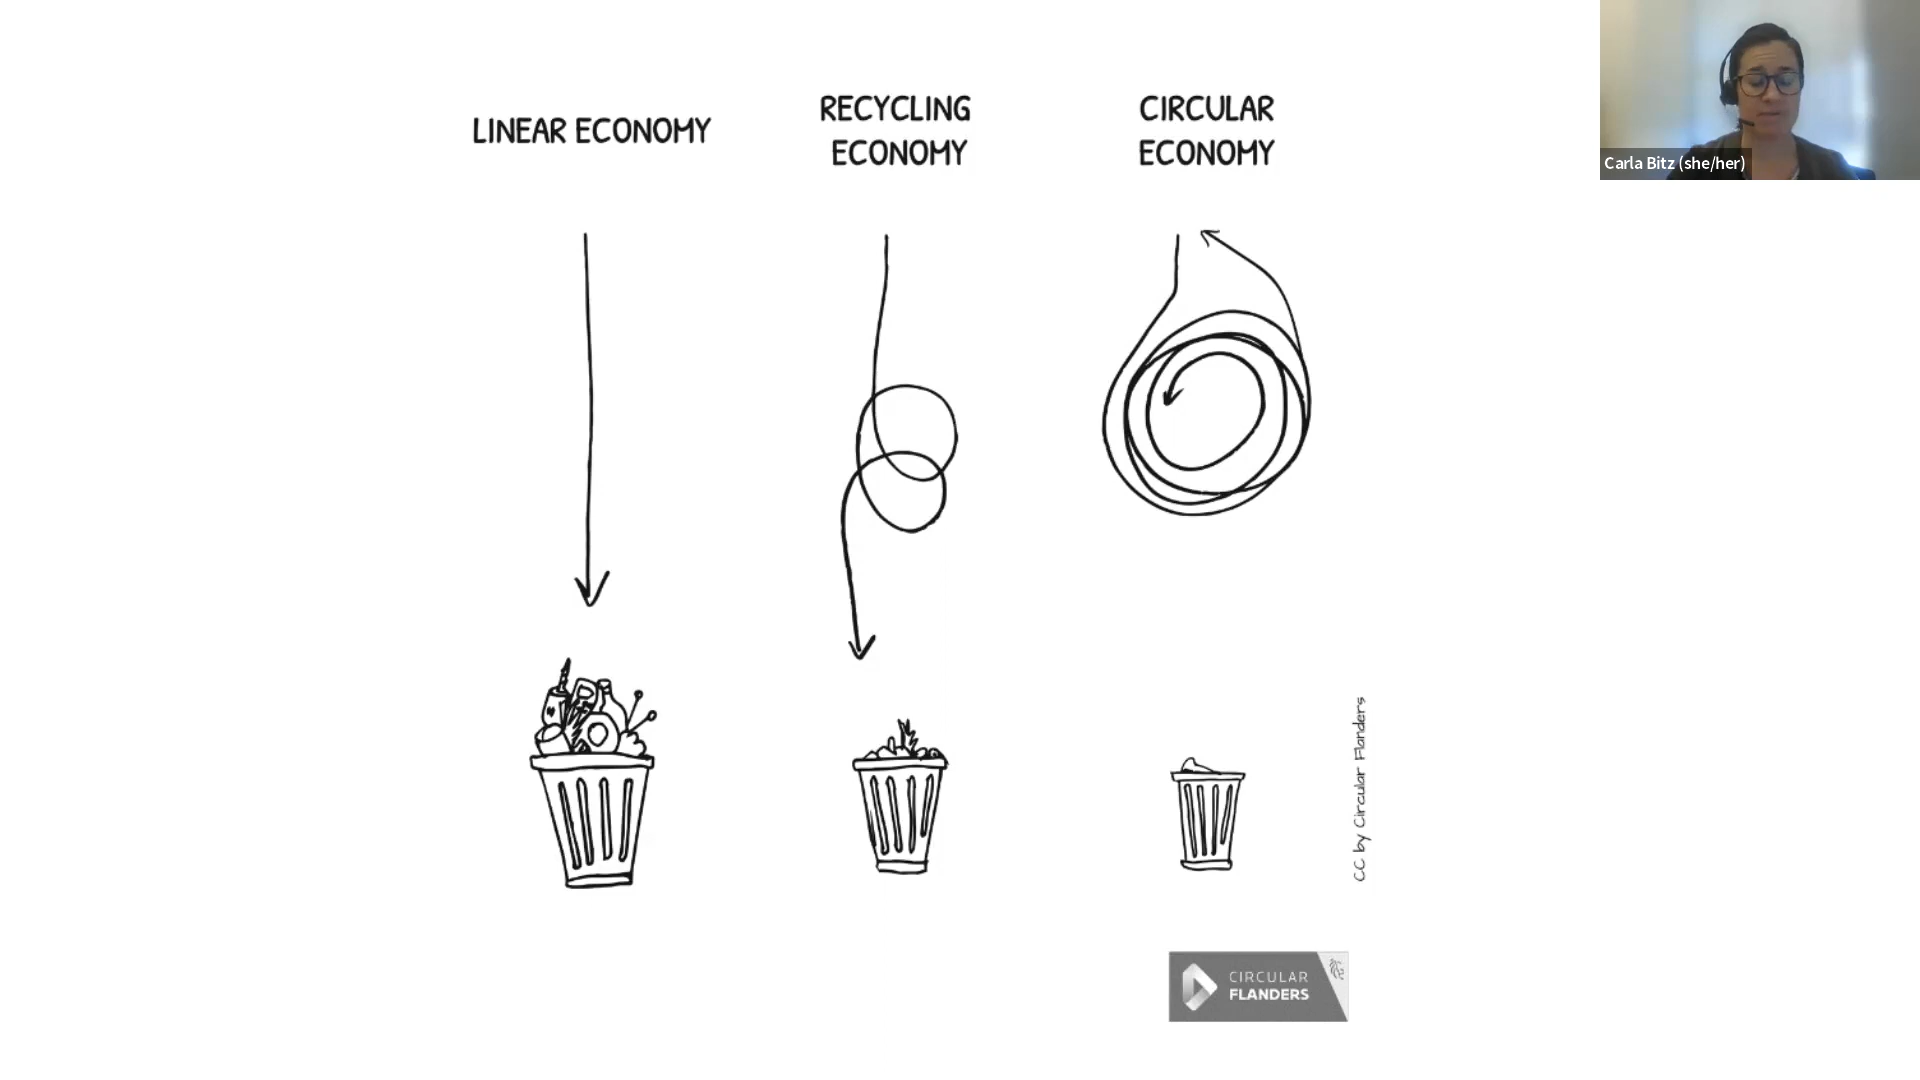 LINEAR ECONOMY
RECYCLING
ECONOMY
CIRCULAR
ECONOMY
Carla Bitz (she/her)
CC by Circular Flanders
CIRCULAR
FLANDERS